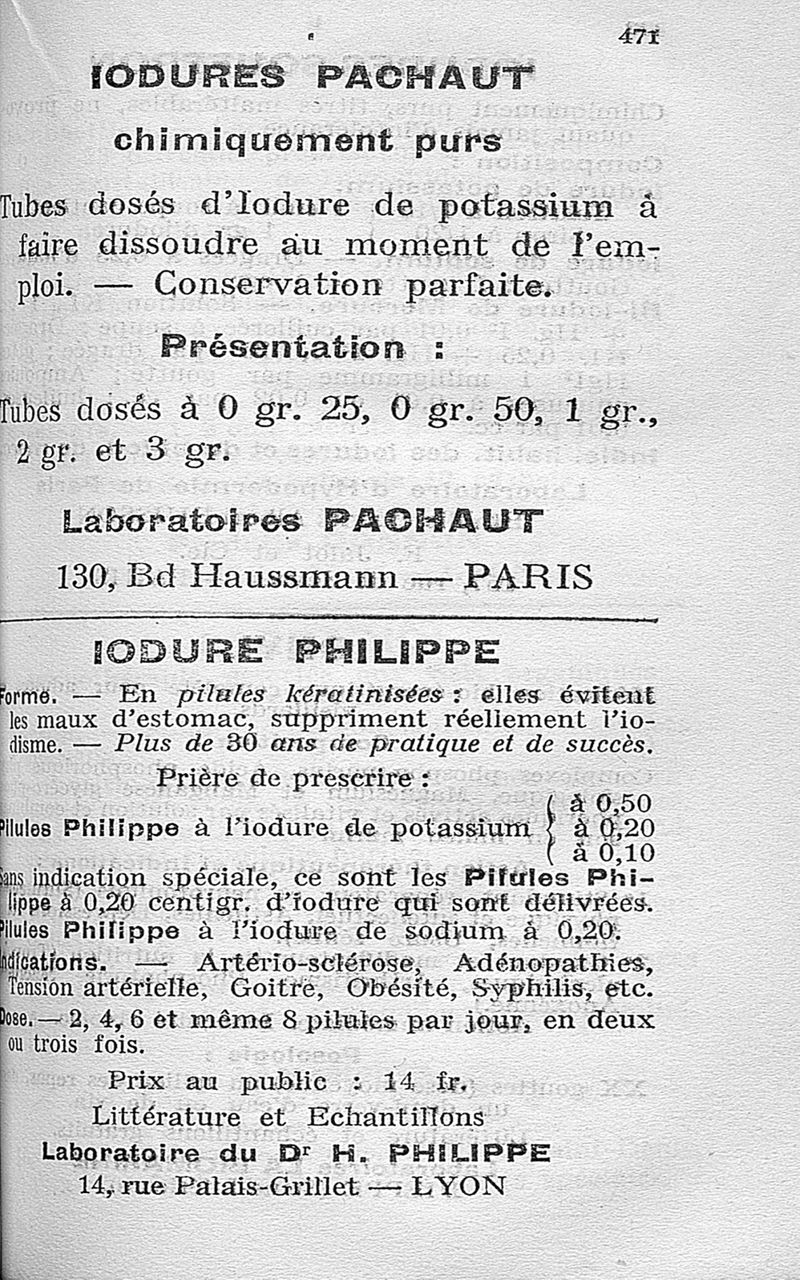 471
IODURES PACHAUT
chimiquement purs
Tubes dosés d'Iodure de potassium à
faire dissoudre au moment de l'em-
ploi. — Conservation parfaite.
Présentation :
Tubes dosés à 0 gr. 25, 0 gr. 50, 1 gr.,
2 gr. et 3 gr.
Laboratoires PACHAUT
130, Bd Haussmann — PARIS
IODURE PHILIPPE
Forme. — En pilules kératinisées : elles évitent
les maux d'estomac, suppriment réellement l'io-
disme. — Plus de 30 ans de pratique et de succès.
Prière de prescrire :
à 0,50
Pilules Philippe à l'iodure de potassium { à 0,20
à 0,10
Sans indication spéciale, ce sont les Pilules Phi-
lippe à 0,20 centigr. d'iodure qui sont délivrées.
Pilules Philippe à l'iodure de sodium à 0,20.
Indications. — Artério-sclérose, Adénopathies,
Tension artérielle, Goitre, Obésité, Syphilis, etc.
Dose. — 2, 4, 6 et même 8 pilules par jour, en deux
ou trois fois.
Prix au public : 14 fr.
Littérature et Echantillons
Laboratoire du Dr H. PHILIPPE
14, rue Palais-Grillet — LYON